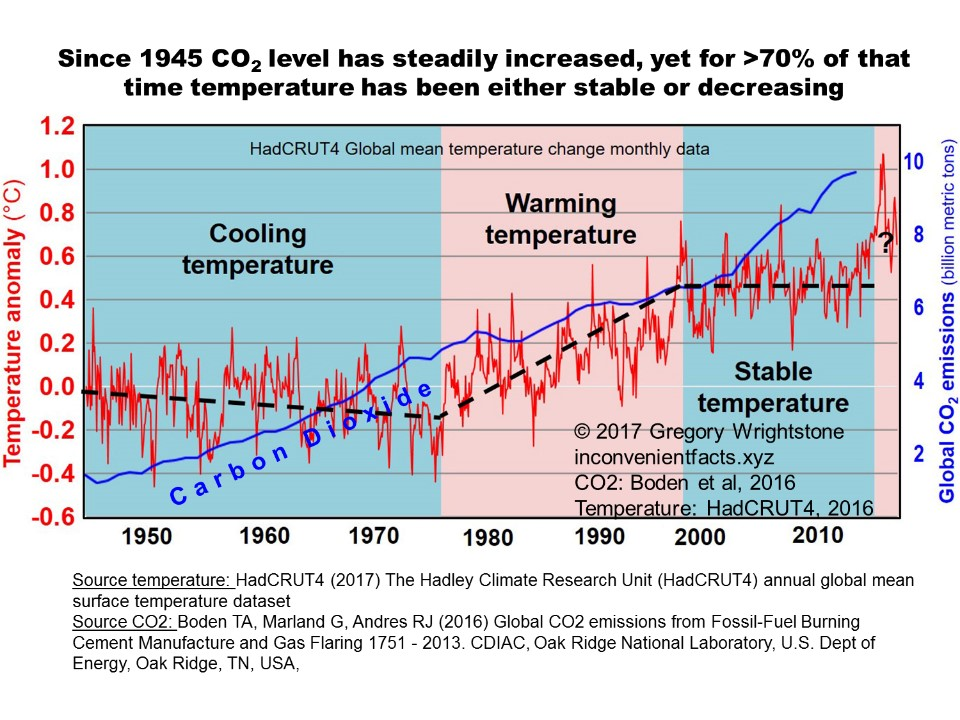 Since 1945 CO₂ level has steadily increased, yet for >70% of that
time temperature has been either stable or decreasing
HadCRUT4 Global mean temperature change monthly data
Temperature anomaly (°C)
1.2
1.0
0.8
0.6
0.4
0.2
0.0
-0.2
-0.4
-0.6
Cooling
temperature
Warming
temperature
?
Stable
temperature
Carbon Dioxide
© 2017 Gregory Wrightstone
inconvenientfacts.xyz
CO2: Boden et al, 2016
Temperature: HadCRUT4, 2016
10
8
6
4
2
Global CO₂ emissions (billion metric tons)
1950
1960
1970
1980
1990
2000
2010
Source temperature: HadCRUT4 (2017) The Hadley Climate Research Unit (HadCRUT4) annual global mean
surface temperature dataset
Source CO2: Boden TA, Marland G, Andres RJ (2016) Global CO2 emissions from Fossil-Fuel Burning
Cement Manufacture and Gas Flaring 1751 - 2013. CDIAC, Oak Ridge National Laboratory, U.S. Dept of
Energy, Oak Ridge, TN, USA,